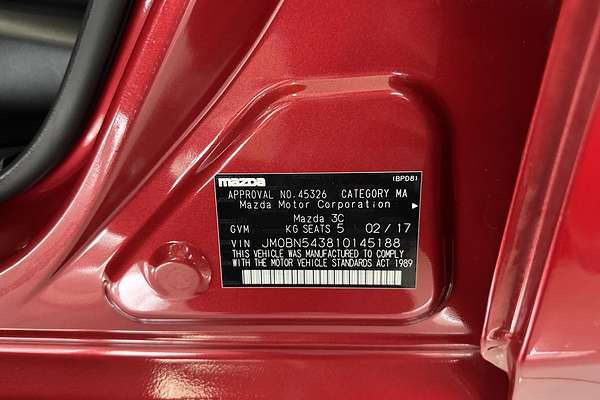 mazda (BP08)
APPROVAL NO.45326 CATEGORY MA
Mazda Motor Corporation
Mazda 3C
GVM KG SEATS 5 02/17
VIN JM0BN543810145188
THIS VEHICLE WAS MANUFACTURED TO COMPLY
WITH THE MOTOR VEHICLE STANDARDS ACT 1989